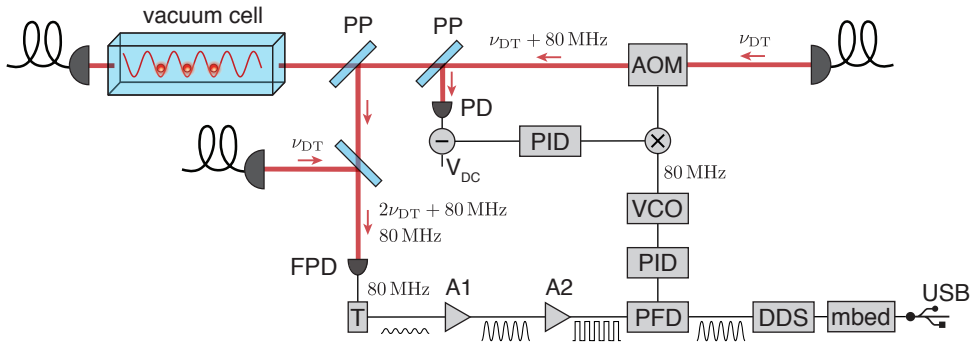 vacuum cell
PP
PP
ν_DT + 80 MHz
ν_DT
AOM
PD
−
PID
×
V_DC
80 MHz
ν_DT
VCO
2ν_DT + 80 MHz
80 MHz
PID
FPD
80 MHz
A1
A2
USB
T
PFD
DDS
mbed